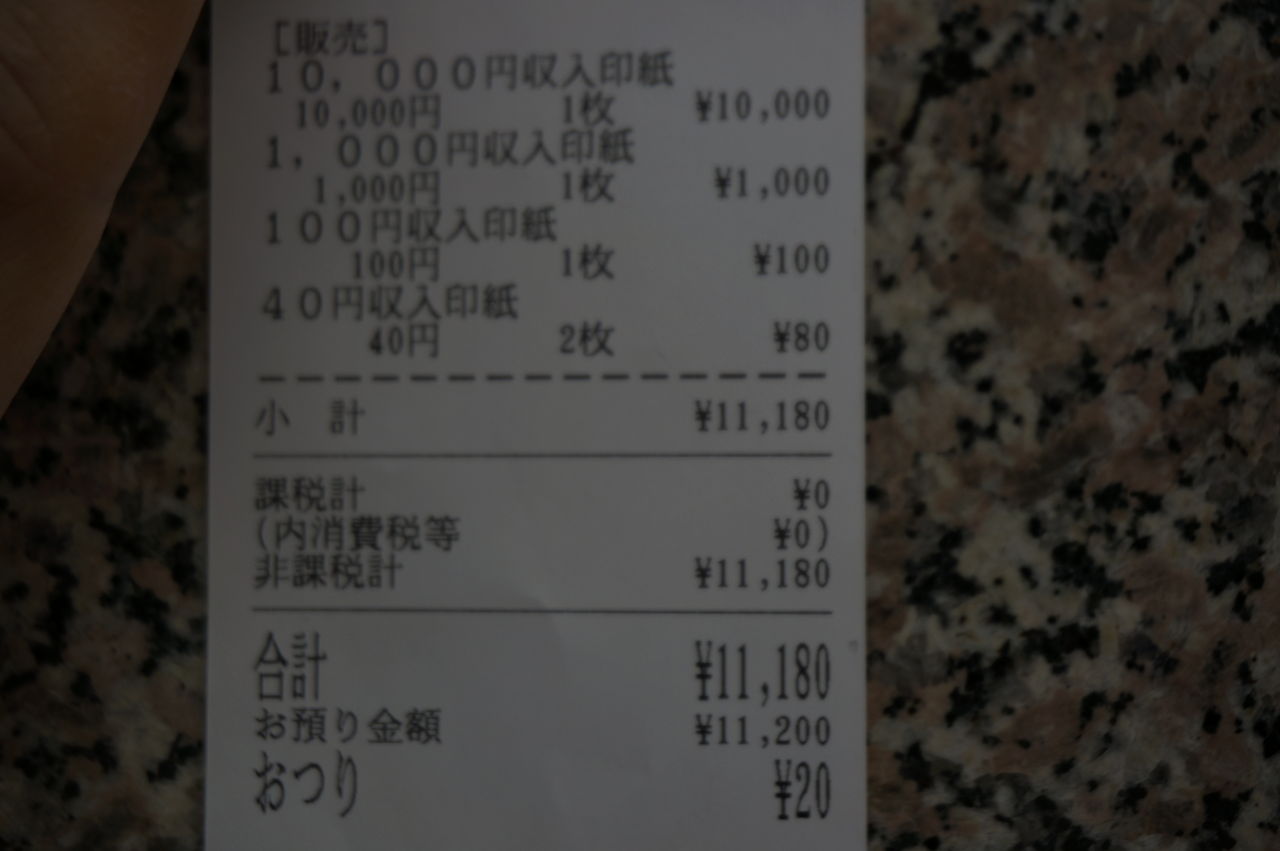 [販売]
10,000円収入印紙
10,000円 1枚 ¥10,000
1,000円収入印紙
1,000円 1枚 ¥1,000
100円収入印紙
100円 1枚 ¥100
40円収入印紙
40円 2枚 ¥80
小 計 ¥11,180
課税計 ¥0
(内消費税等 ¥0)
非課税計 ¥11,180
合計 ¥11,180
お預り金額 ¥11,200
おつり ¥20